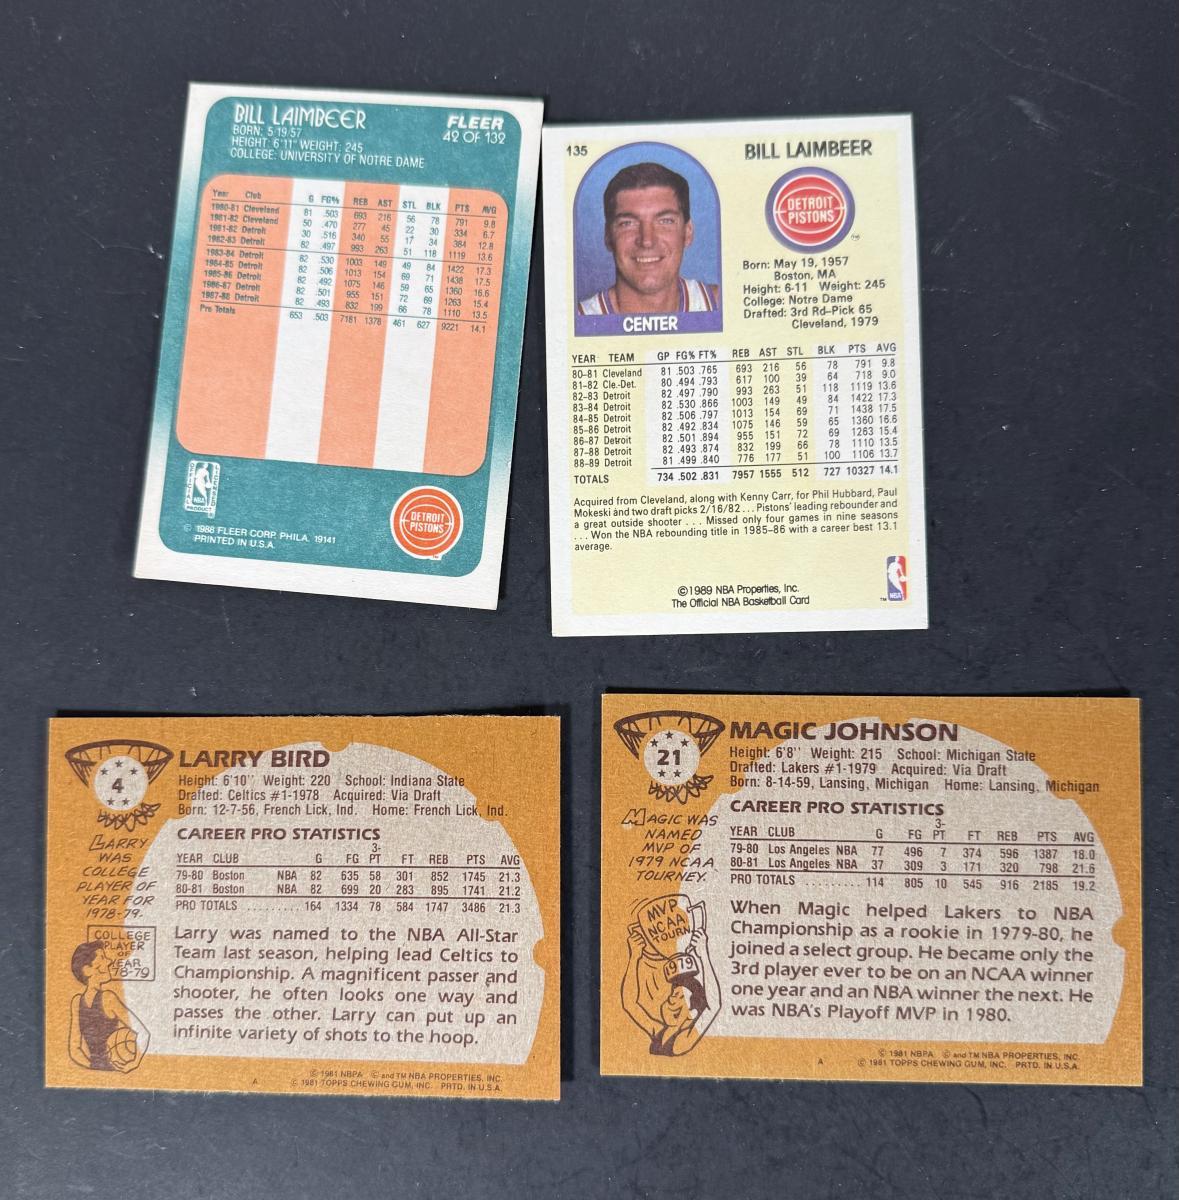 BILL LAIMBEER
BORN: 5·19·57
HEIGHT: 6'11" WEIGHT: 245
COLLEGE: UNIVERSITY OF NOTRE DAME
FLEER
42 OF 132
Year Club G FG% REB AST STL BLK PTS AVG
1980-81 Cleveland 81 .503 693 216 56 78 791 9.8
1981-82 Cleveland 50 .470 277 45 22 30 334 6.7
1981-82 Detroit 30 .516 340 55 17 34 384 12.8
1982-83 Detroit 82 .497 993 263 51 118 1119 13.6
1983-84 Detroit 82 .530 1003 149 49 84 1422 17.3
1984-85 Detroit 82 .506 1013 154 69 71 1438 17.5
1985-86 Detroit 82 .492 1075 146 59 65 1360 16.6
1986-87 Detroit 82 .501 955 151 72 69 1263 15.4
1987-88 Detroit 82 .493 832 199 66 78 1110 13.5
Pro Totals 653 .503 7181 1378 461 627 9221 14.1
NBA
PRODUCT
DETROIT
PISTONS
© 1988 FLEER CORP. PHILA. 19141
PRINTED IN U.S.A.
135
BILL LAIMBEER
DETROIT
PISTONS
TM
CENTER
Born: May 19, 1957
Boston, MA
Height: 6-11 Weight: 245
College: Notre Dame
Drafted: 3rd Rd-Pick 65
Cleveland, 1979
YEAR TEAM GP FG% FT% REB AST STL BLK PTS AVG
80-81 Cleveland 81 .503 .765 693 216 56 78 791 9.8
81-82 Cle.-Det. 80 .494 .793 617 100 39 64 718 9.0
82-83 Detroit 82 .497 .790 993 263 51 118 1119 13.6
83-84 Detroit 82 .530 .866 1003 149 49 84 1422 17.3
84-85 Detroit 82 .506 .797 1013 154 69 71 1438 17.5
85-86 Detroit 82 .492 .834 1075 146 59 65 1360 16.6
86-87 Detroit 82 .501 .894 955 151 72 69 1263 15.4
87-88 Detroit 82 .493 .874 832 199 66 78 1110 13.5
88-89 Detroit 81 .499 .840 776 177 51 100 1106 13.7
TOTALS 734 .502 .831 7957 1555 512 727 10327 14.1
Acquired from Cleveland, along with Kenny Carr, for Phil Hubbard, Paul
Mokeski and two draft picks 2/16/82 . . . Pistons' leading rebounder and
a great outside shooter . . . Missed only four games in nine seasons
. . . Won the NBA rebounding title in 1985-86 with a career best 13.1
average.
©1989 NBA Properties, Inc.
The Official NBA Basketball Card
TM NBA
4
LARRY BIRD
Height: 6'10" Weight: 220 School: Indiana State
Drafted: Celtics #1-1978 Acquired: Via Draft
Born: 12-7-56, French Lick, Ind. Home: French Lick, Ind.
CAREER PRO STATISTICS
YEAR CLUB G FG 3-PT FT REB PTS AVG
79-80 Boston NBA 82 635 58 301 852 1745 21.3
80-81 Boston NBA 82 699 20 283 895 1741 21.2
PRO TOTALS .......... 164 1334 78 584 1747 3486 21.3
LARRY
WAS
COLLEGE
PLAYER OF
YEAR FOR
1978-79.
COLLEGE
PLAYER
OF
YEAR
'78-79
Larry was named to the NBA All-Star
Team last season, helping lead Celtics to
Championship. A magnificent passer and
shooter, he often looks one way and
passes the other. Larry can put up an
infinite variety of shots to the hoop.
© 1981 NBPA © and TM NBA PROPERTIES, INC.
A © 1981 TOPPS CHEWING GUM, INC. PRTD. IN U.S.A.
21
MAGIC JOHNSON
Height: 6'8'' Weight: 215 School: Michigan State
Drafted: Lakers #1-1979 Acquired: Via Draft
Born: 8-14-59, Lansing, Michigan Home: Lansing, Michigan
CAREER PRO STATISTICS
YEAR CLUB G FG 3-PT FT REB PTS AVG
79-80 Los Angeles NBA 77 496 7 374 596 1387 18.0
80-81 Los Angeles NBA 37 309 3 171 320 798 21.6
PRO TOTALS .......... 114 805 10 545 916 2185 19.2
MAGIC WAS
NAMED
MVP OF
1979 NCAA
TOURNEY.
MVP
NCAA
TOURN
1979
When Magic helped Lakers to NBA
Championship as a rookie in 1979-80, he
joined a select group. He became only the
3rd player ever to be on an NCAA winner
one year and an NBA winner the next. He
was NBA's Playoff MVP in 1980.
© 1981 NBPA © and TM NBA PROPERTIES, INC.
A © 1981 TOPPS CHEWING GUM, INC. PRTD. IN U.S.A.